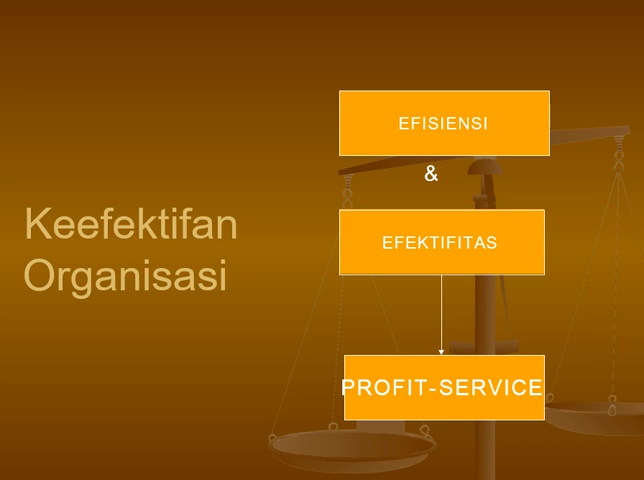 Keefektifan
Organisasi
EFISIENSI
&
EFEKTIFITAS
PROFIT-SERVICE